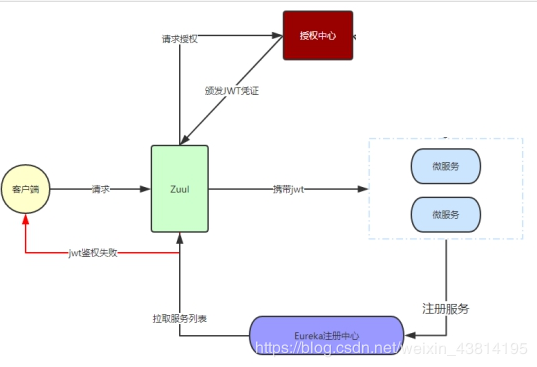 请求授权
授权中心
颁发JWT凭证
客户端
请求
Zuul
携带jwt
微服务
微服务
jwt鉴权失败
注册服务
拉取服务列表
Eureka注册中心
https://blog.csdn.net/weixin_43814195